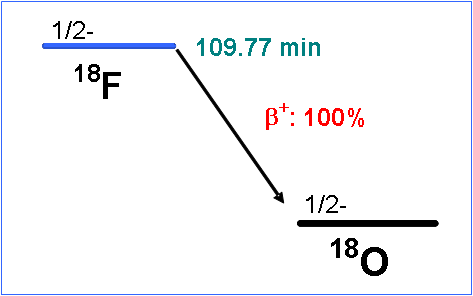 1/2-
109.77 min
¹⁸F
β⁺: 100%
1/2-
¹⁸O